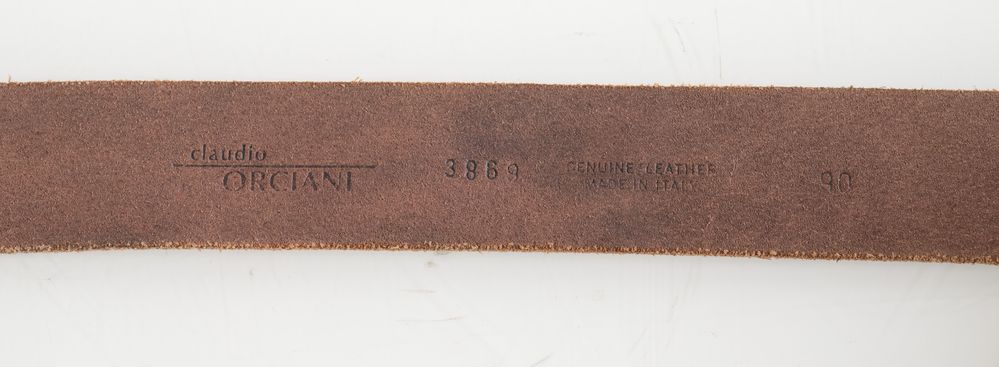 claudio
ORCIANI
3869
GENUINE LEATHER
MADE IN ITALY
90